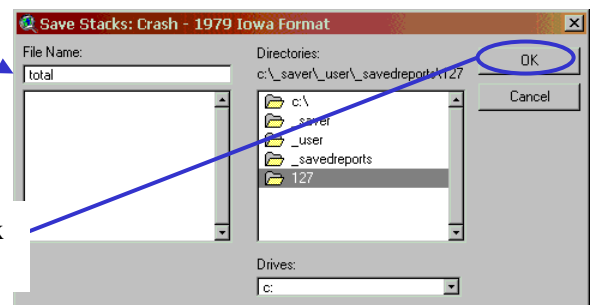 Save Stacks: Crash - 1979 Iowa Format
File Name:
total
Directories:
c:\_saver\_user\_savedreports\127
c:\
_saver
_user
_savedreports
127
Drives:
c:
OK
Cancel